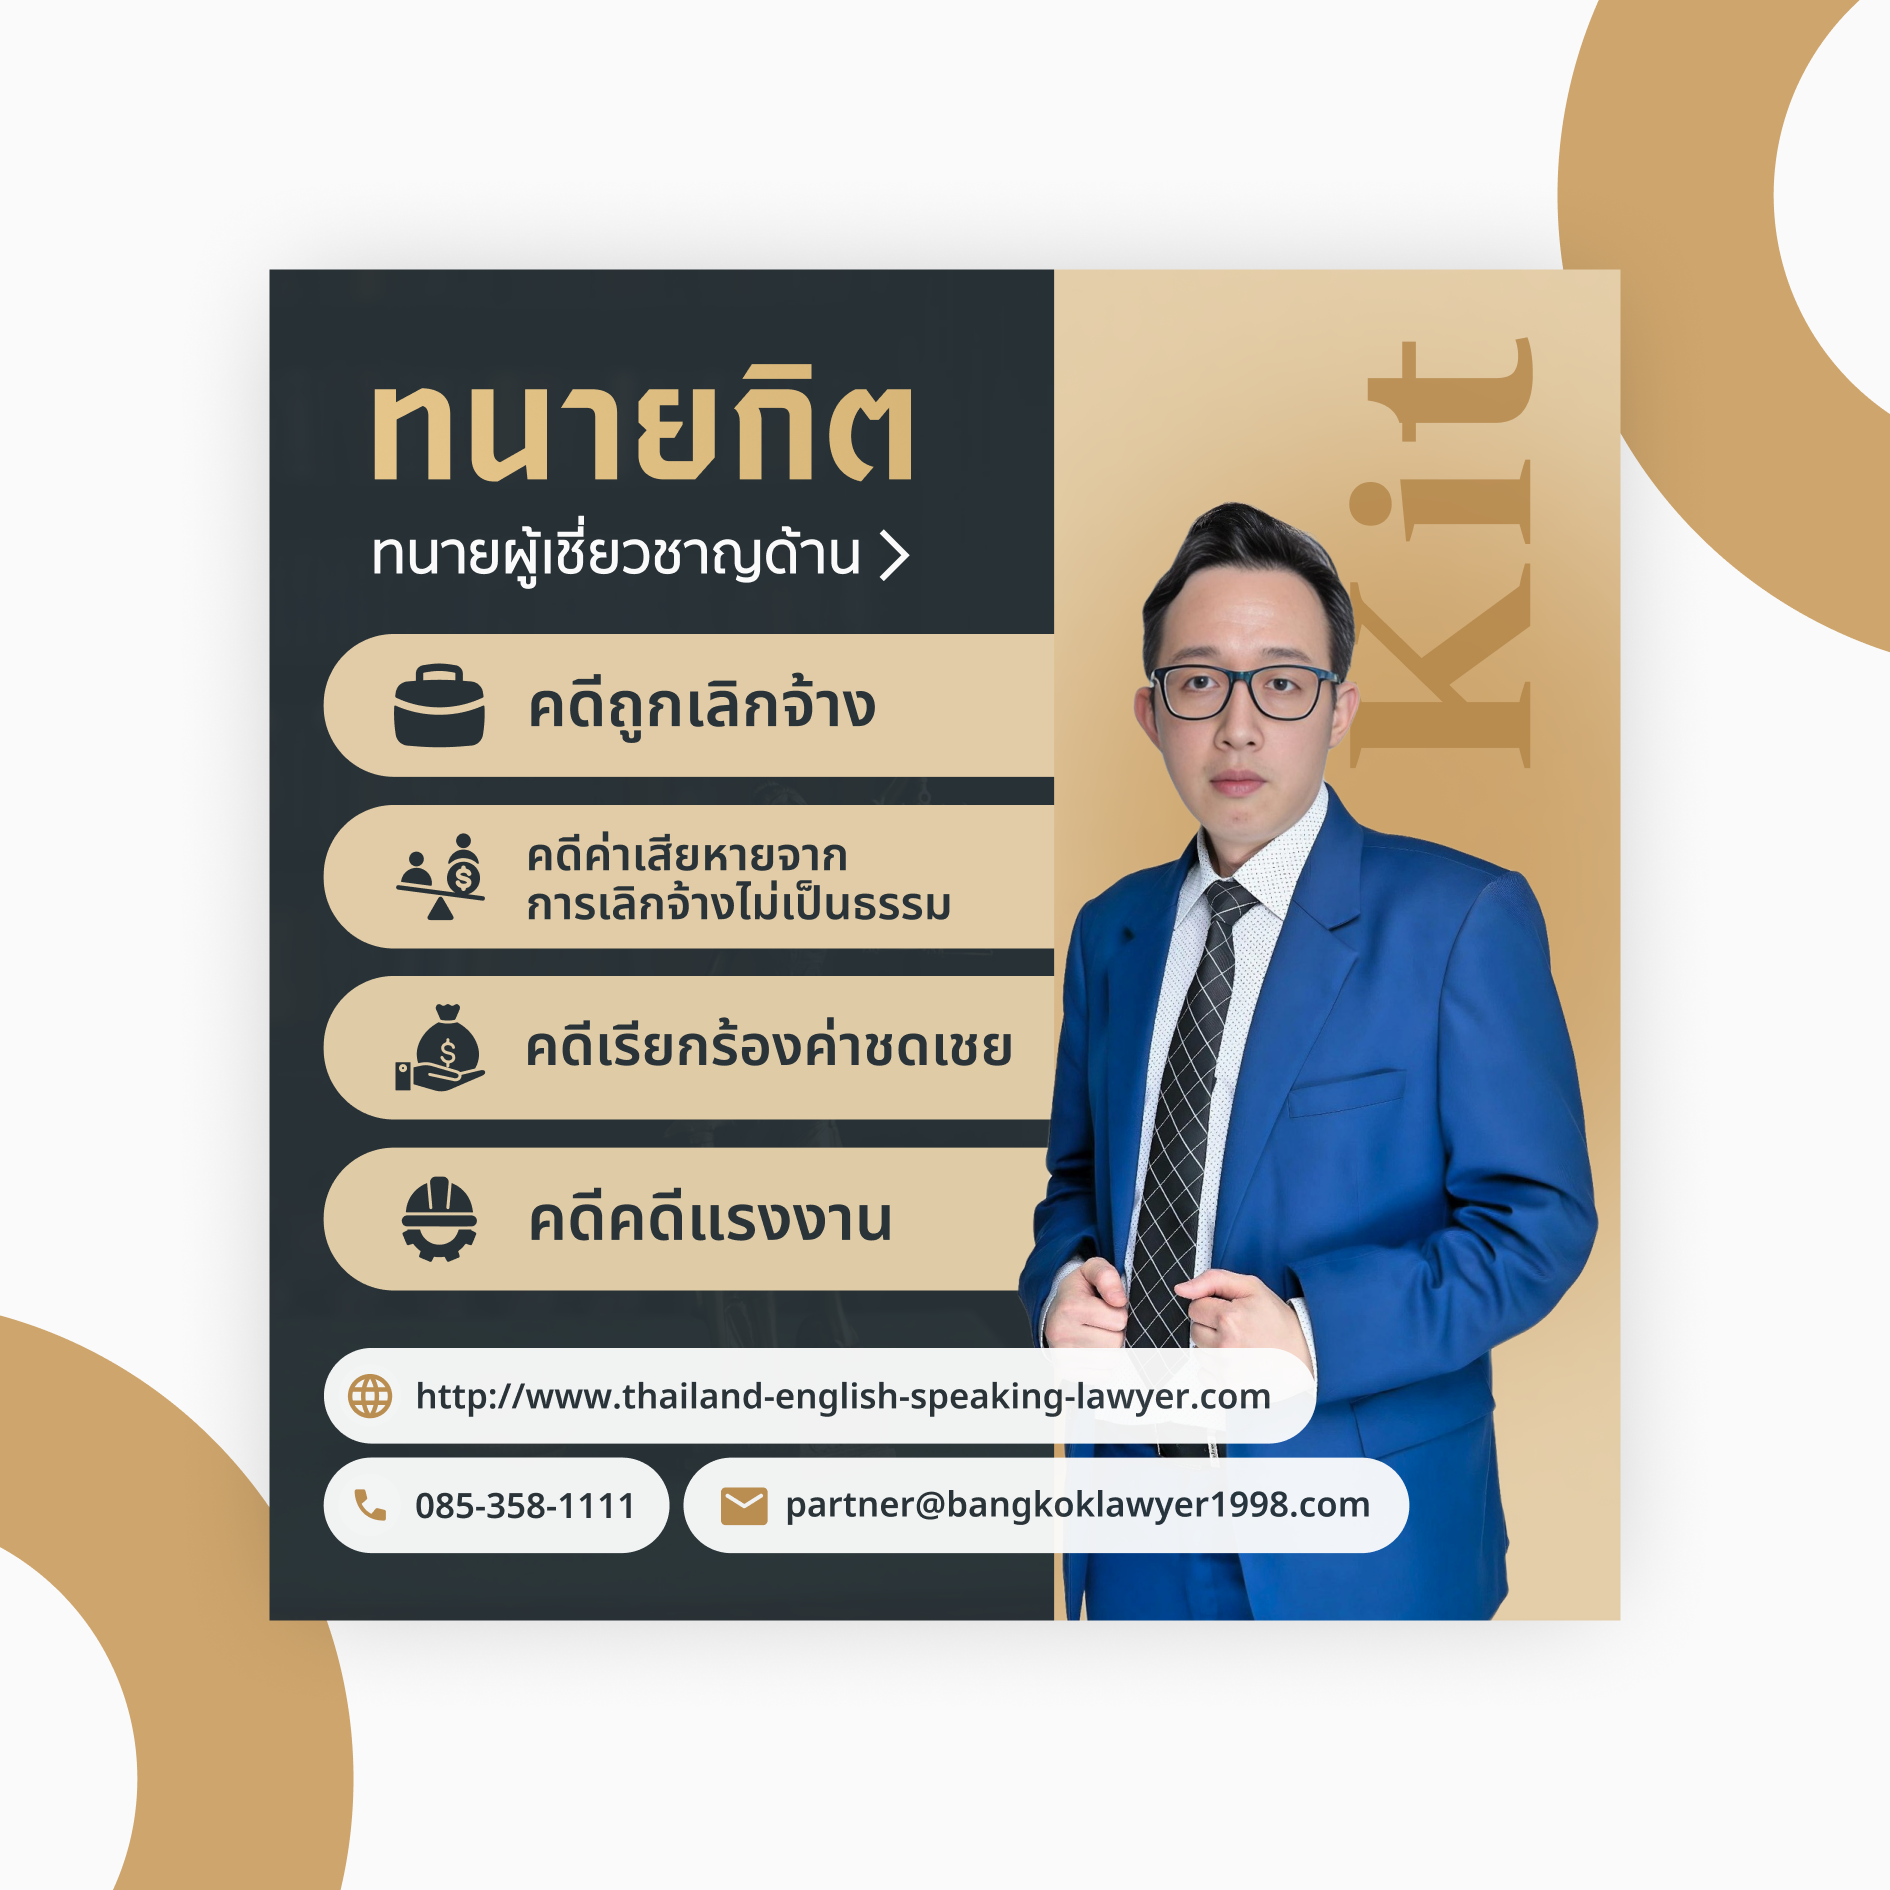 ทนายกิต
ทนายผู้เชี่ยวชาญด้าน
Kit
คดีถูกเลิกจ้าง
คดีค่าเสียหายจาก
การเลิกจ้างไม่เป็นธรรม
คดีเรียกร้องค่าชดเชย
คดีคดีแรงงาน
http://www.thailand-english-speaking-lawyer.com
085-358-1111
partner@bangkoklawyer1998.com